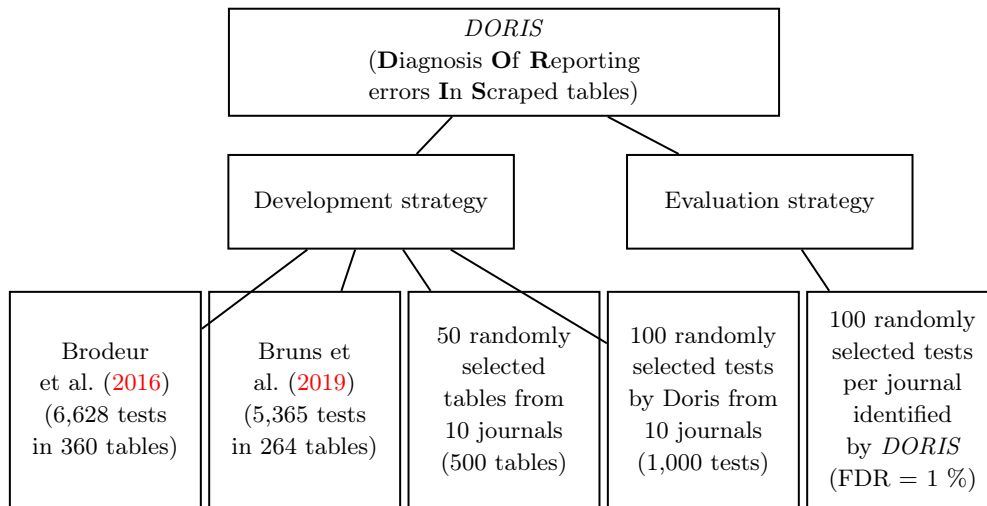 DORIS
(Diagnosis Of Reporting
errors In Scraped tables)
Development strategy
Evaluation strategy
Brodeur
et al. (2016)
(6,628 tests
in 360 tables)
Bruns et
al. (2019)
(5,365 tests
in 264 tables)
50 randomly
selected
tables from
10 journals
(500 tables)
100 randomly
selected tests
by Doris from
10 journals
(1,000 tests)
100 randomly
selected tests
per journal
identified
by DORIS
(FDR = 1 %)